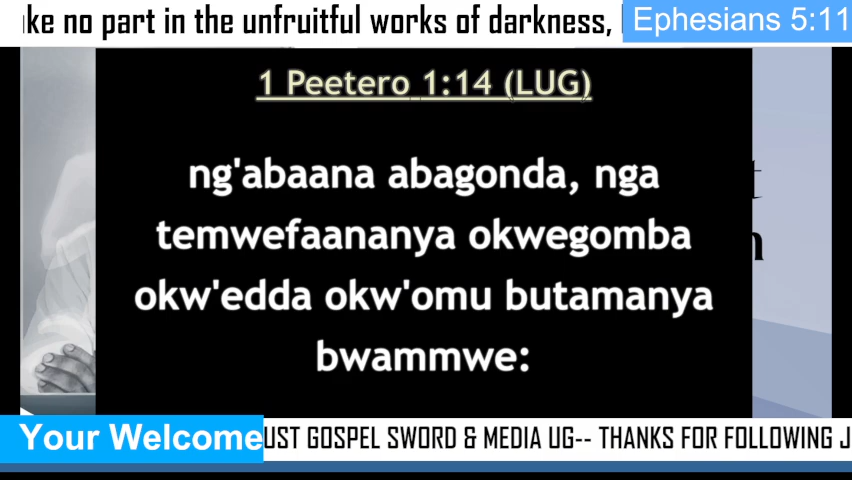 ke no part in the unfruitful works of darkness,
Ephesians 5:11
1 Peetero 1:14 (LUG)
ng'abaana abagonda, nga
temwefaananya okwegomba
okw'edda okw'omu butamanya
bwammwe:
Your Welcome
UST GOSPEL SWORD & MEDIA UG-- THANKS FOR FOLLOWING J